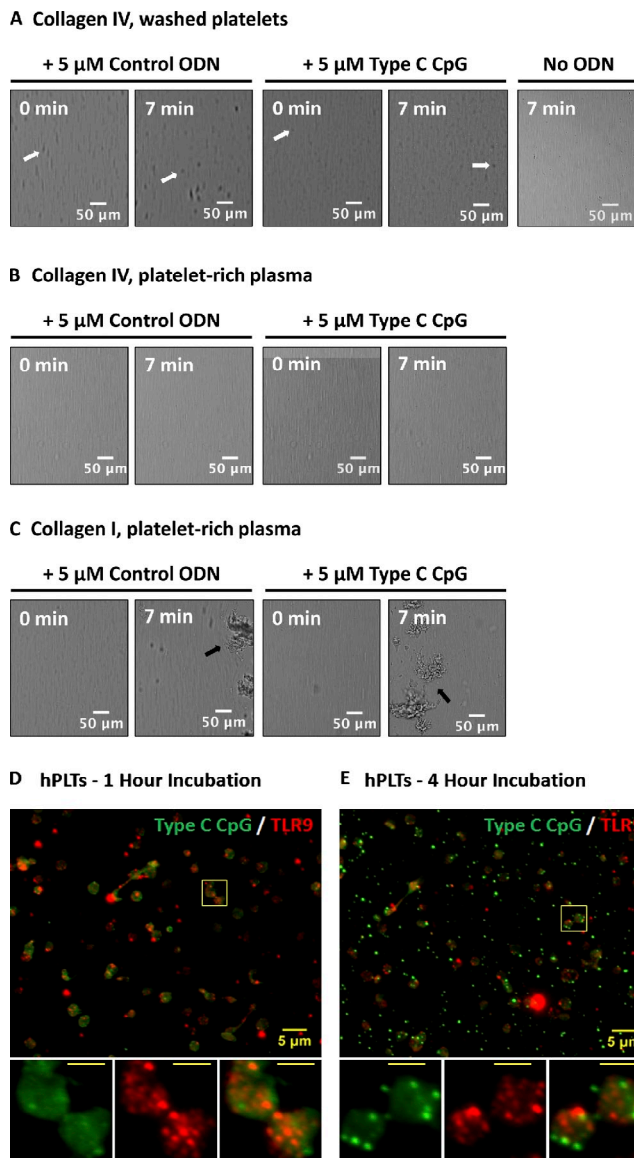 A Collagen IV, washed platelets
+ 5 µM Control ODN + 5 µM Type C CpG No ODN
0 min 7 min 0 min 7 min 7 min
50 µm 50 µm 50 µm 50 µm 50 µm
B Collagen IV, platelet-rich plasma
+ 5 µM Control ODN + 5 µM Type C CpG
0 min 7 min 0 min 7 min
50 µm 50 µm 50 µm 50 µm
C Collagen I, platelet-rich plasma
+ 5 µM Control ODN + 5 µM Type C CpG
0 min 7 min 0 min 7 min
50 µm 50 µm 50 µm 50 µm
D hPLTs - 1 Hour Incubation E hPLTs - 4 Hour Incubation
Type C CpG / TLR9 Type C CpG / TLR
5 µm 5 µm